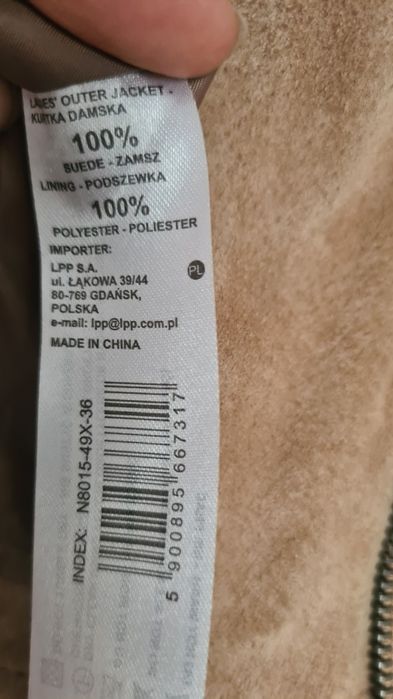 LADIES' OUTER JACKET -
KURTKA DAMSKA
100%
SUEDE - ZAMSZ
LINING - PODSZEWKA
100%
POLYESTER - POLIESTER
IMPORTER:
LPP S.A.
ul. ŁĄKOWA 39/44
80-769 GDAŃSK,
POLSKA
e-mail: lpp@lpp.com.pl
PL
MADE IN CHINA
INDEX: N8015-49X-36
5 900895 667317